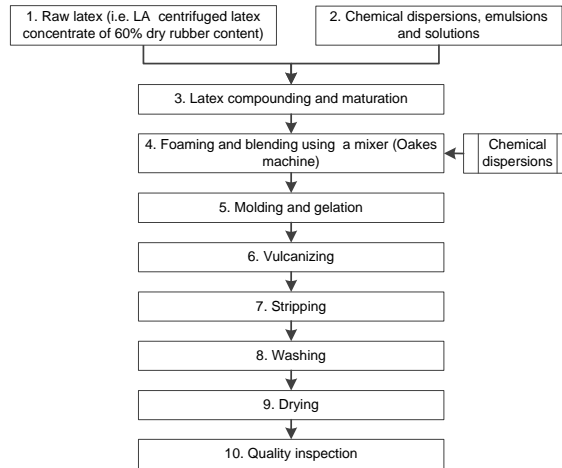 1. Raw latex (i.e. LA centrifuged latex
concentrate of 60% dry rubber content)
2. Chemical dispersions, emulsions
and solutions
3. Latex compounding and maturation
4. Foaming and blending using a mixer (Oakes
machine)
Chemical
dispersions
5. Molding and gelation
6. Vulcanizing
7. Stripping
8. Washing
9. Drying
10. Quality inspection